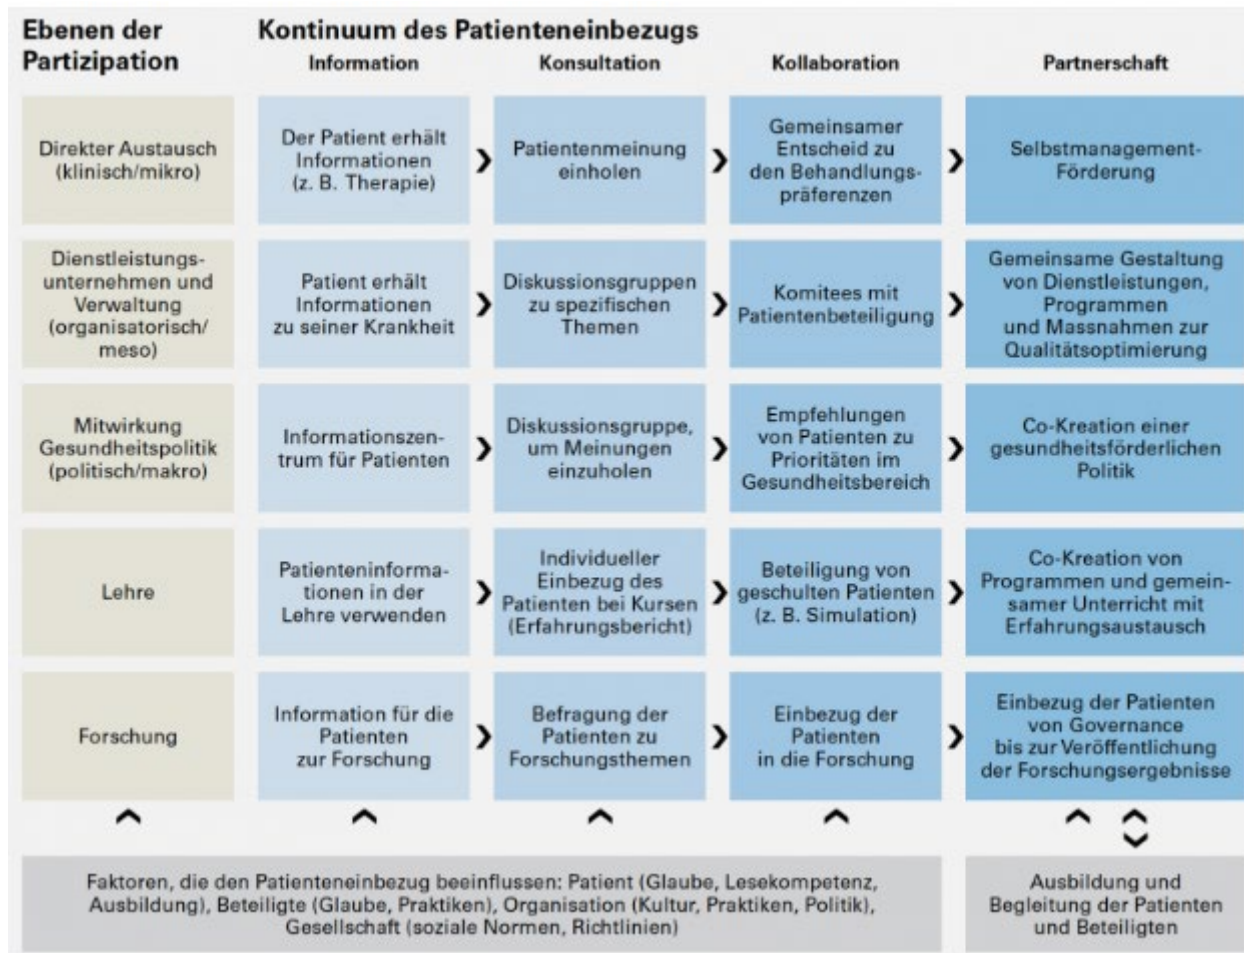 Ebenen der
Partizipation
Kontinuum des Patienteneinbezugs
Information
Konsultation
Kollaboration
Partnerschaft
Direkter Austausch
(klinisch/mikro)
Der Patient erhält
Informationen
(z. B. Therapie)
Patientenmeinung
einholen
Gemeinsamer
Entscheid zu
den Behandlungs-
präferenzen
Selbstmanagement-
Förderung
Dienstleistungs-
unternehmen und
Verwaltung
(organisatorisch/
meso)
Patient erhält
Informationen
zu seiner Krankheit
Diskussionsgruppen
zu spezifischen
Themen
Komitees mit
Patientenbeteiligung
Gemeinsame Gestaltung
von Dienstleistungen,
Programmen
und Massnahmen zur
Qualitätsoptimierung
Mitwirkung
Gesundheitspolitik
(politisch/makro)
Informationszen-
trum für Patienten
Diskussionsgruppe,
um Meinungen
einzuholen
Empfehlungen
von Patienten zu
Prioritäten im
Gesundheitsbereich
Co-Kreation einer
gesundheitsförderlichen
Politik
Lehre
Patienteninforma-
tionen in der
Lehre verwenden
Individueller
Einbezug des
Patienten bei Kursen
(Erfahrungsbericht)
Beteiligung von
geschulten Patienten
(z. B. Simulation)
Co-Kreation von
Programmen und gemein-
samer Unterricht mit
Erfahrungsaustausch
Forschung
Information für die
Patienten
zur Forschung
Befragung der
Patienten zu
Forschungsthemen
Einbezug der
Patienten
in die Forschung
Einbezug der Patienten
von Governance
bis zur Veröffentlichung
der Forschungsergebnisse
Faktoren, die den Patienteneinbezug beeinflussen: Patient (Glaube, Lesekompetenz,
Ausbildung), Beteiligte (Glaube, Praktiken), Organisation (Kultur, Praktiken, Politik),
Gesellschaft (soziale Normen, Richtlinien)
Ausbildung und
Begleitung der Patienten
und Beteiligten